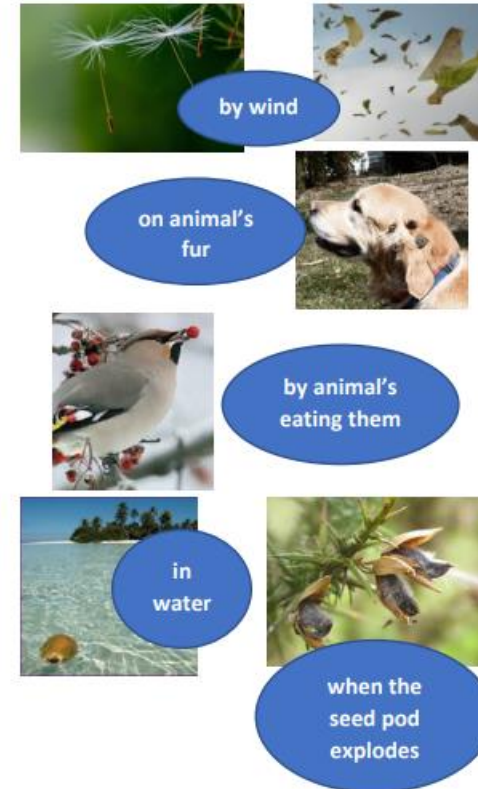 by wind
on animal's
fur
by animal's
eating them
in
water
when the
seed pod
explodes